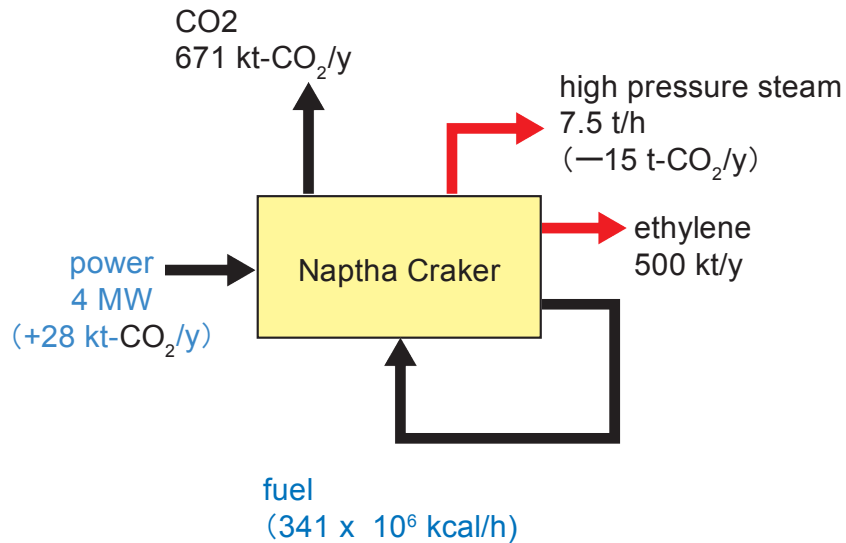 CO2
671 kt-CO₂/y
high pressure steam
7.5 t/h
（—15 t-CO₂/y）
ethylene
500 kt/y
Naptha Craker
power
4 MW
（+28 kt-CO₂/y）
fuel
（341 x 10⁶ kcal/h)